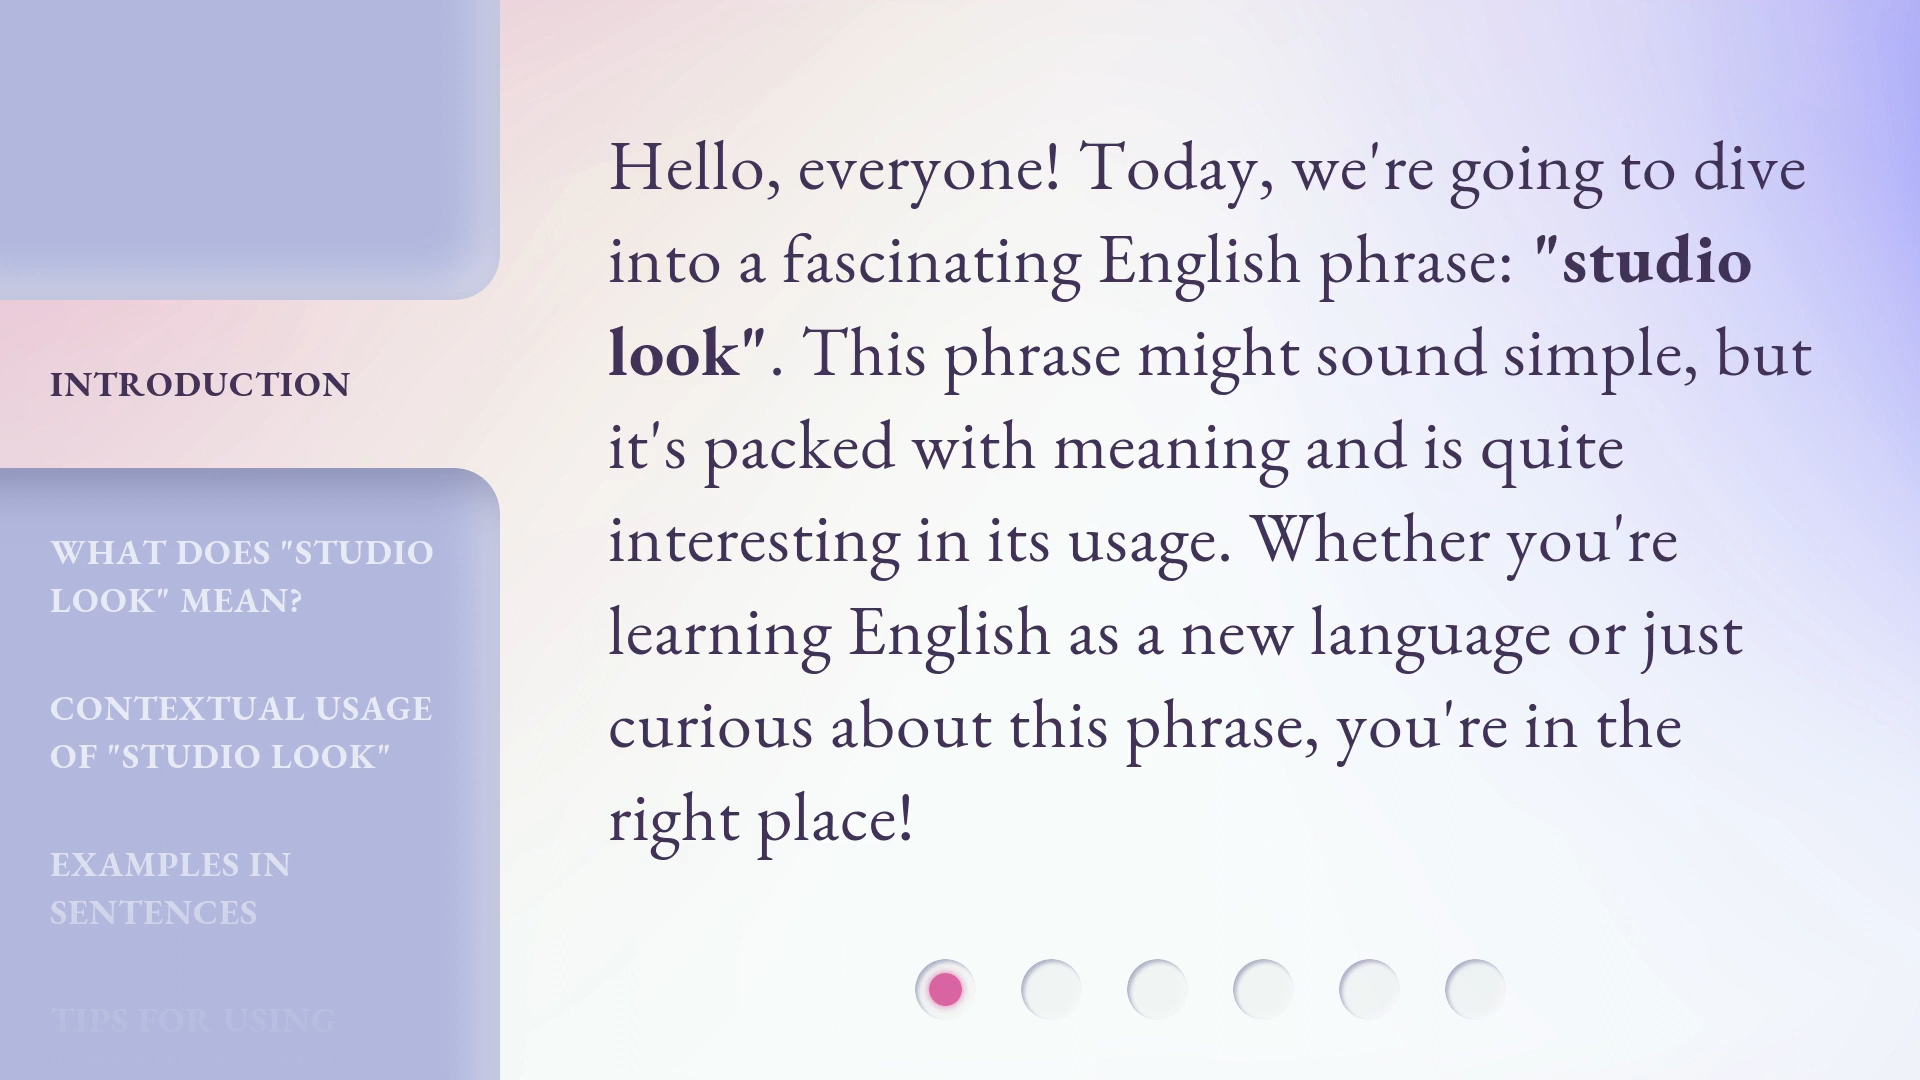 INTRODUCTION
WHAT DOES "STUDIO
LOOK" MEAN?
CONTEXTUAL USAGE
OF "STUDIO LOOK"
EXAMPLES IN
SENTENCES
TIPS FOR USING
Hello, everyone! Today, we're going to dive
into a fascinating English phrase: "studio
look". This phrase might sound simple, but
it's packed with meaning and is quite
interesting in its usage. Whether you're
learning English as a new language or just
curious about this phrase, you're in the
right place!